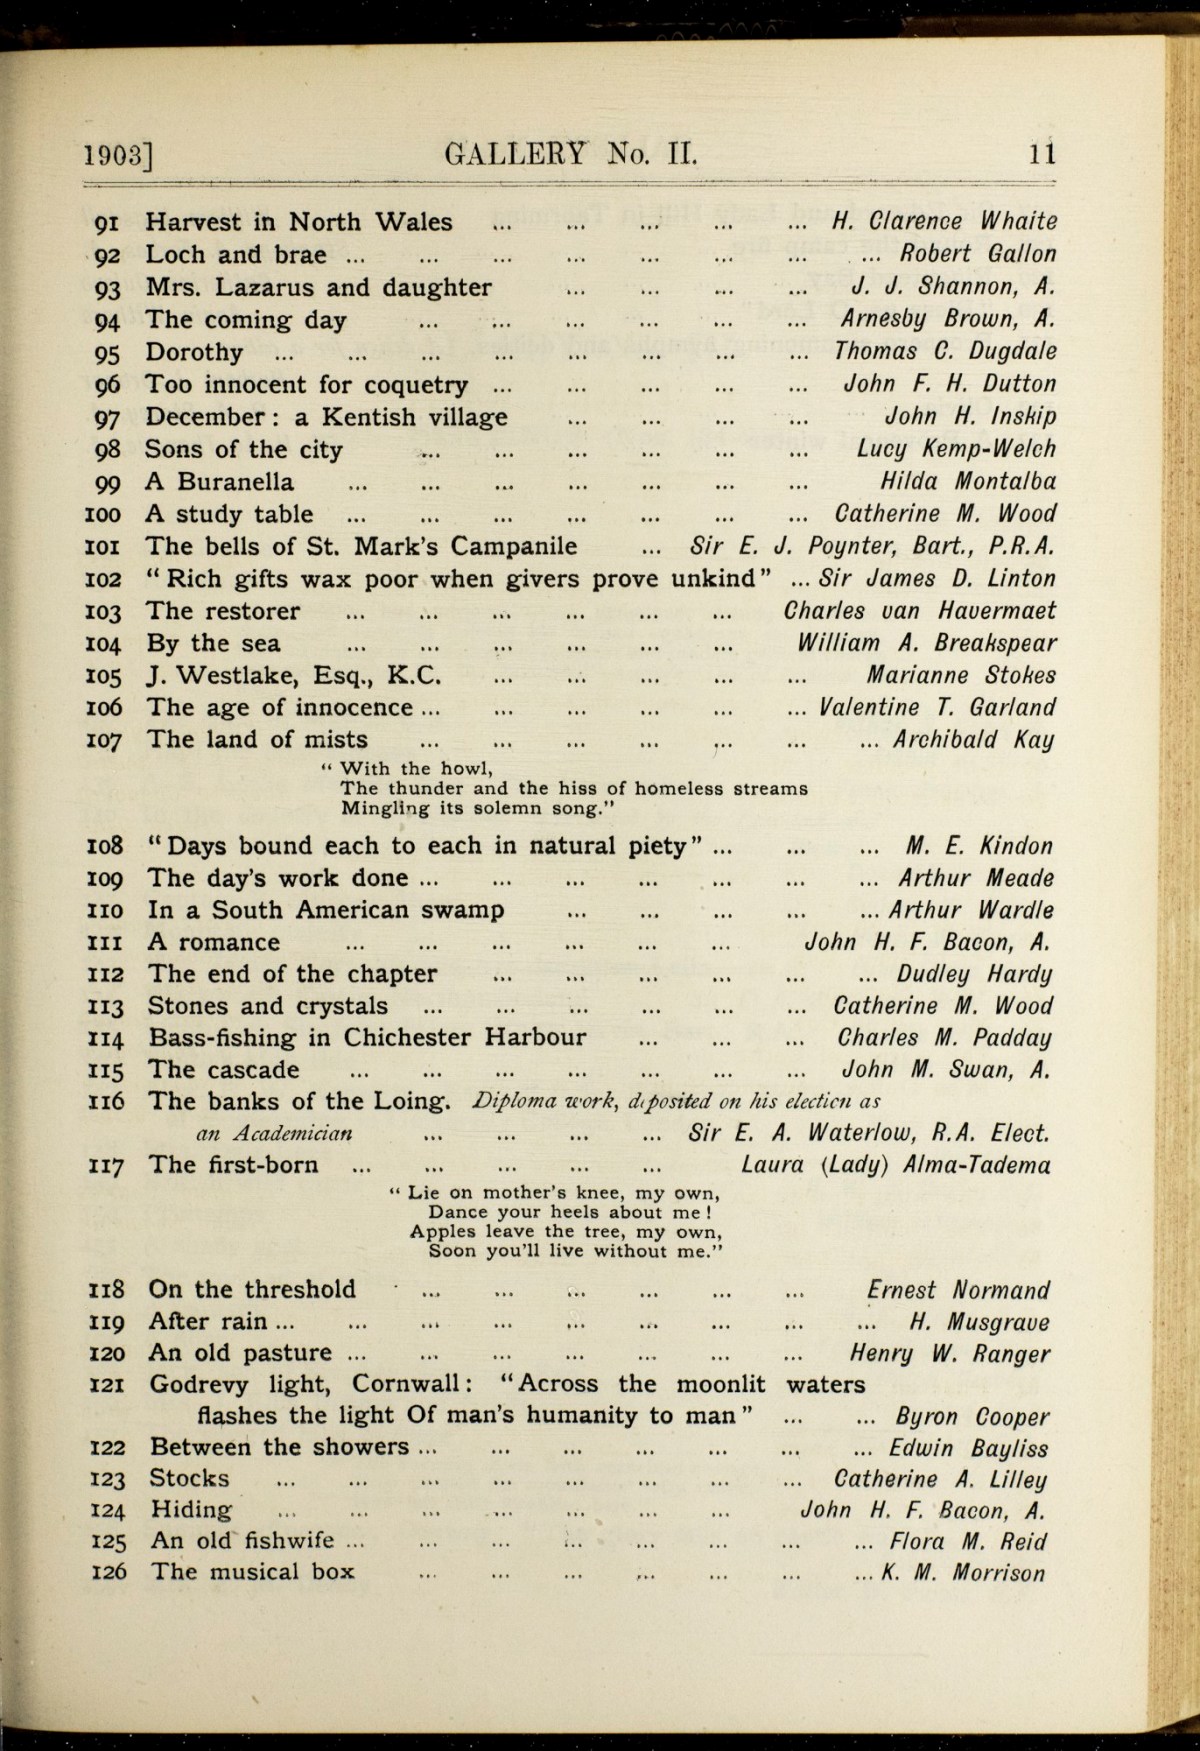 1903] GALLERY No. II. 11
91 Harvest in North Wales ... ... ... ... ... H. Clarence Whaite
92 Loch and brae ... ... ... ... ... ... ... ... Robert Gallon
93 Mrs. Lazarus and daughter ... ... ... ... J. J. Shannon, A.
94 The coming day ... ... ... ... ... ... Arnesby Brown, A.
95 Dorothy ... ... ... ... ... ... ... ... Thomas C. Dugdale
96 Too innocent for coquetry ... ... ... ... ... John F. H. Dutton
97 December: a Kentish village ... ... ... ... John H. Inskip
98 Sons of the city ... ... ... ... ... ... Lucy Kemp-Welch
99 A Buranella ... ... ... ... ... ... ... Hilda Montalba
100 A study table ... ... ... ... ... ... ... Catherine M. Wood
101 The bells of St. Mark's Campanile ... Sir E. J. Poynter, Bart., P.R.A.
102 "Rich gifts wax poor when givers prove unkind" ... Sir James D. Linton
103 The restorer ... ... ... ... ... ... Charles van Havermaet
104 By the sea ... ... ... ... ... ... William A. Breakspear
105 J. Westlake, Esq., K.C. ... ... ... ... ... Marianne Stokes
106 The age of innocence ... ... ... ... ... ... Valentine T. Garland
107 The land of mists ... ... ... ... ... ... ... Archibald Kay
"With the howl,
The thunder and the hiss of homeless streams
Mingling its solemn song."
108 "Days bound each to each in natural piety" ... ... ... M. E. Kindon
109 The day's work done ... ... ... ... ... ... ... Arthur Meade
110 In a South American swamp ... ... ... ... ... Arthur Wardle
111 A romance ... ... ... ... ... ... John H. F. Bacon, A.
112 The end of the chapter ... ... ... ... ... ... Dudley Hardy
113 Stones and crystals ... ... ... ... ... ... Catherine M. Wood
114 Bass-fishing in Chichester Harbour ... ... ... Charles M. Padday
115 The cascade ... ... ... ... ... ... ... John M. Swan, A.
116 The banks of the Loing. Diploma work, deposited on his election as
an Academician ... ... ... ... Sir E. A. Waterlow, R.A. Elect.
117 The first-born ... ... ... ... ... Laura (Lady) Alma-Tadema
"Lie on mother's knee, my own,
Dance your heels about me!
Apples leave the tree, my own,
Soon you'll live without me."
118 On the threshold ... ... ... ... ... ... Ernest Normand
119 After rain ... ... ... ... ... ... ... ... ... H. Musgrave
120 An old pasture ... ... ... ... ... ... ... Henry W. Ranger
121 Godrevy light, Cornwall: "Across the moonlit waters
flashes the light Of man's humanity to man" ... ... Byron Cooper
122 Between the showers ... ... ... ... ... ... ... Edwin Bayliss
123 Stocks ... ... ... ... ... ... ... ... Catherine A. Lilley
124 Hiding ... ... ... ... ... ... ... John H. F. Bacon, A.
125 An old fishwife ... ... ... ... ... ... ... ... Flora M. Reid
126 The musical box ... ... ... ... ... ... ... K. M. Morrison